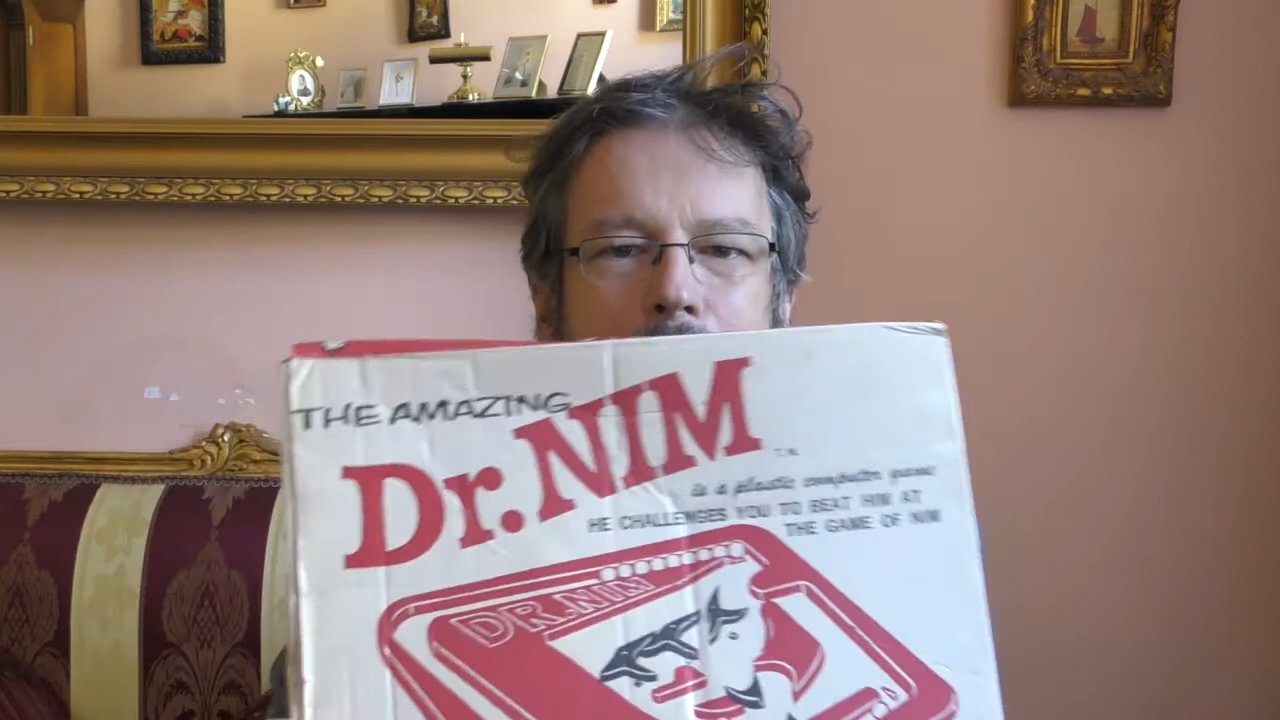 THE AMAZING
Dr. NIM
T.M.
is a plastic computer game
HE CHALLENGES YOU TO BEAT HIM AT
THE GAME OF NIM
DR. NIM